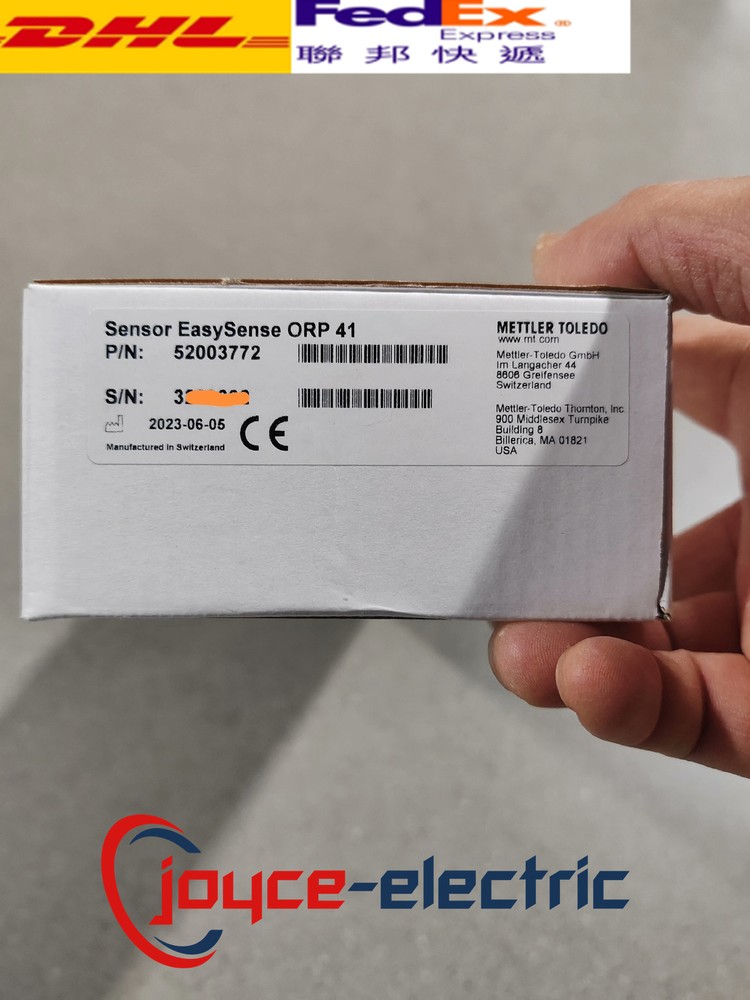 DHL
FedEx®
Express
聯邦快遞
Sensor EasySense ORP 41
P/N: 52003772
S/N: 3
2023-06-05
CE
Manufactured in Switzerland
METTLER TOLEDO
www.mt.com
Mettler-Toledo GmbH
Im Langacher 44
8606 Greifensee
Switzerland
Mettler-Toledo Thornton, Inc.
900 Middlesex Turnpike
Building 8
Billerica, MA 01821
USA
joyce-electric